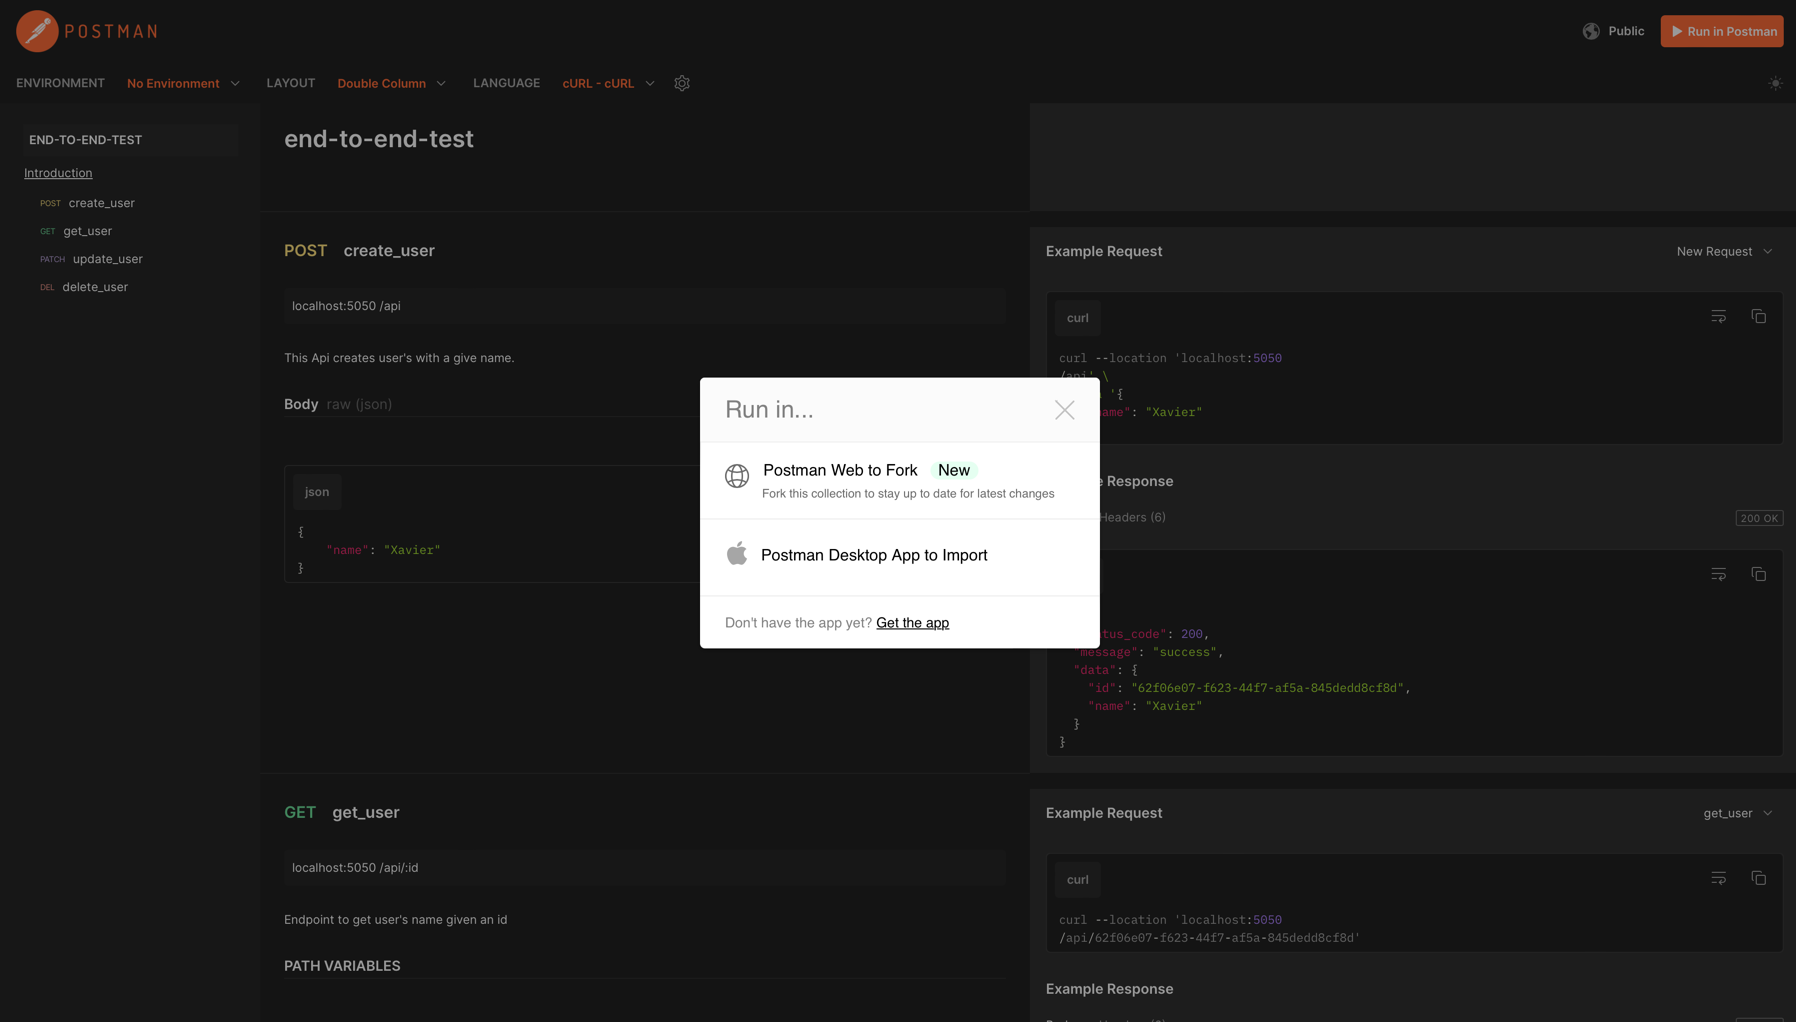 POSTMAN
Public
Run in Postman
ENVIRONMENT No Environment LAYOUT Double Column LANGUAGE cURL - cURL
END-TO-END-TEST
Introduction
POST create_user
GET get_user
PATCH update_user
DEL delete_user
end-to-end-test
POST create_user
localhost:5050 /api
This Api creates user's with a give name.
Body raw (json)
json
{
"name": "Xavier"
}
GET get_user
localhost:5050 /api/:id
Endpoint to get user's name given an id
PATH VARIABLES
Run in...
Postman Web to Fork New
Fork this collection to stay up to date for latest changes
Postman Desktop App to Import
Don't have the app yet? Get the app
Example Request
New Request
curl
curl --location 'localhost:5050
/api' \
'{
"Xavier"
Response
Headers (6)
200 OK
200,
"message": "success",
"data": {
"id": "62f06e07-f623-44f7-af5a-845dedd8cf8d",
"name": "Xavier"
}
}
Example Request
get_user
curl
curl --location 'localhost:5050
/api/62f06e07-f623-44f7-af5a-845dedd8cf8d'
Example Response